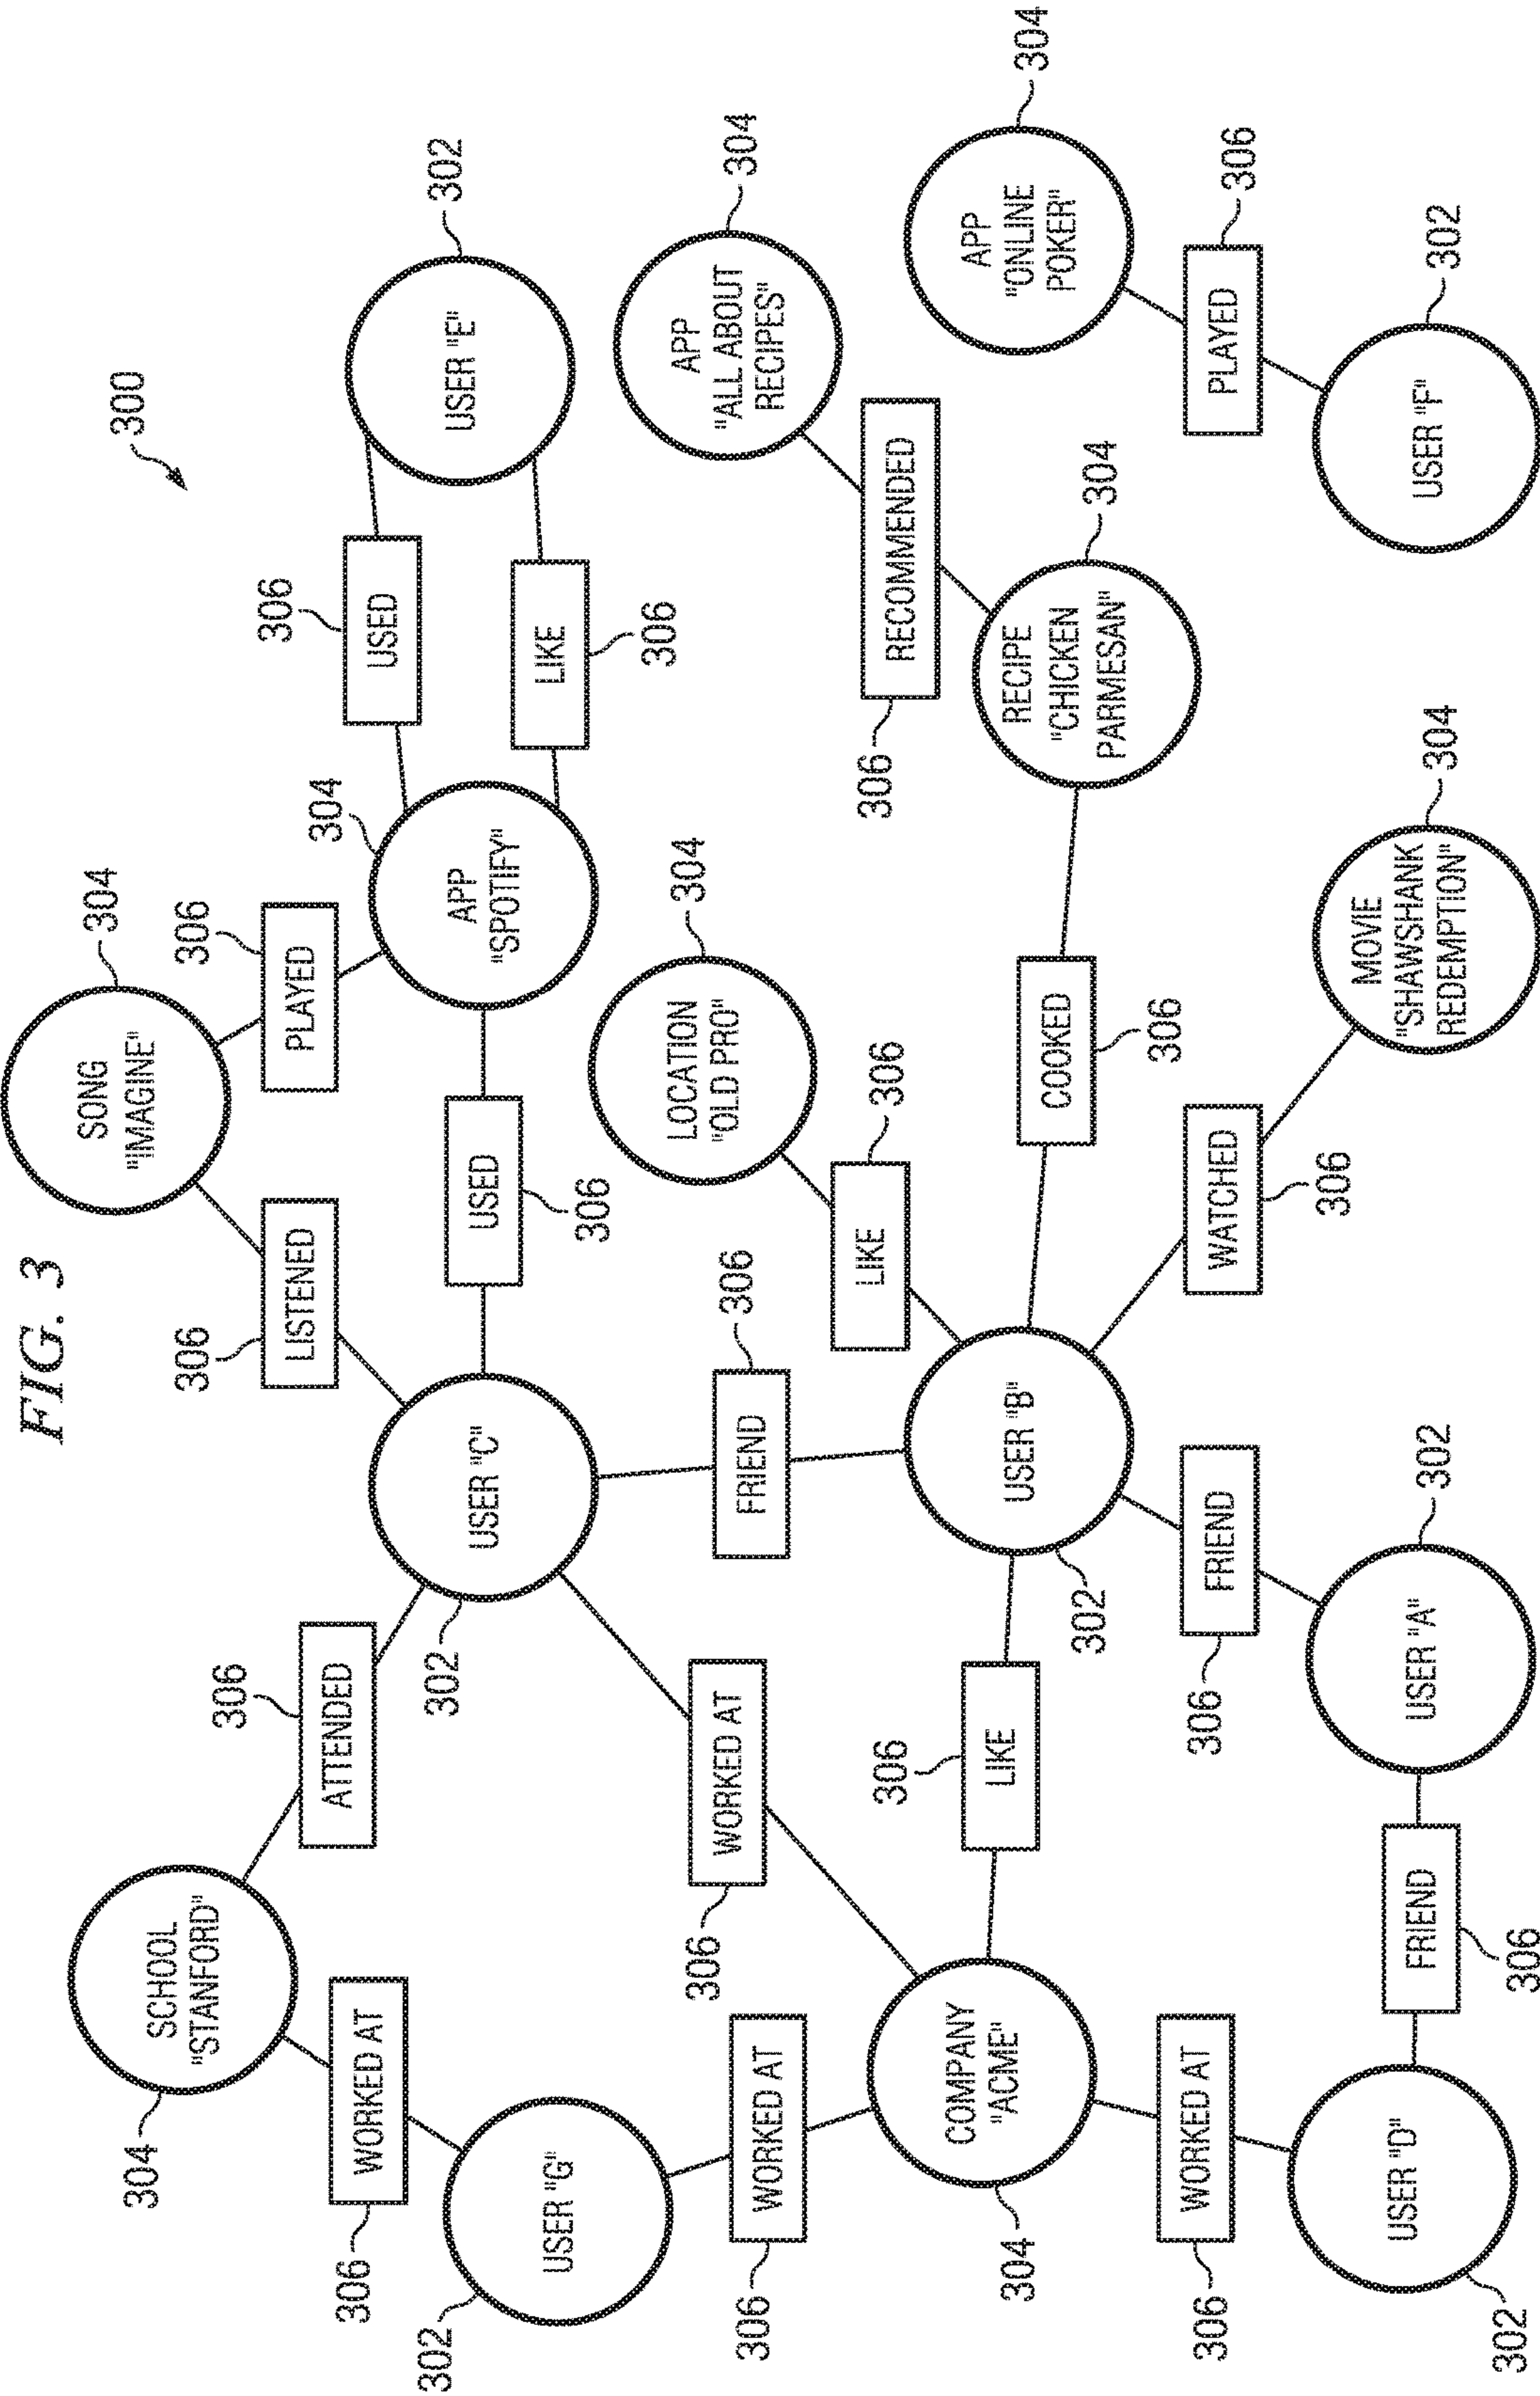 FIG. 3
SONG
"IMAGINE"
304
300
304
SCHOOL
"STANFORD"
306
306
306
306
LISTENED
PLAYED
304
ATTENDED
306
WORKED AT
USED
302
302
302
USER "E"
APP
"SPOTIFY"
USER "C"
USED
LIKE
USER "G"
306
306
304
LOCATION
"OLD PRO"
APP
"ALL ABOUT
RECIPES"
306
WORKED AT
306
304
FRIEND
306
WORKED AT
LIKE
306
306
306
RECOMMENDED
COMPANY
"ACME"
APP
"ONLINE
POKER"
LIKE
304
USER "B"
RECIPE
"CHICKEN
PARMESAN"
304
COOKED
302
304
306
WORKED AT
306
306
FRIEND
WATCHED
PLAYED
306
306
MOVIE
"SHAWSHANK
REDEMPTION"
USER "D"
FRIEND
USER "A"
USER "F"
302
304
302
302
306